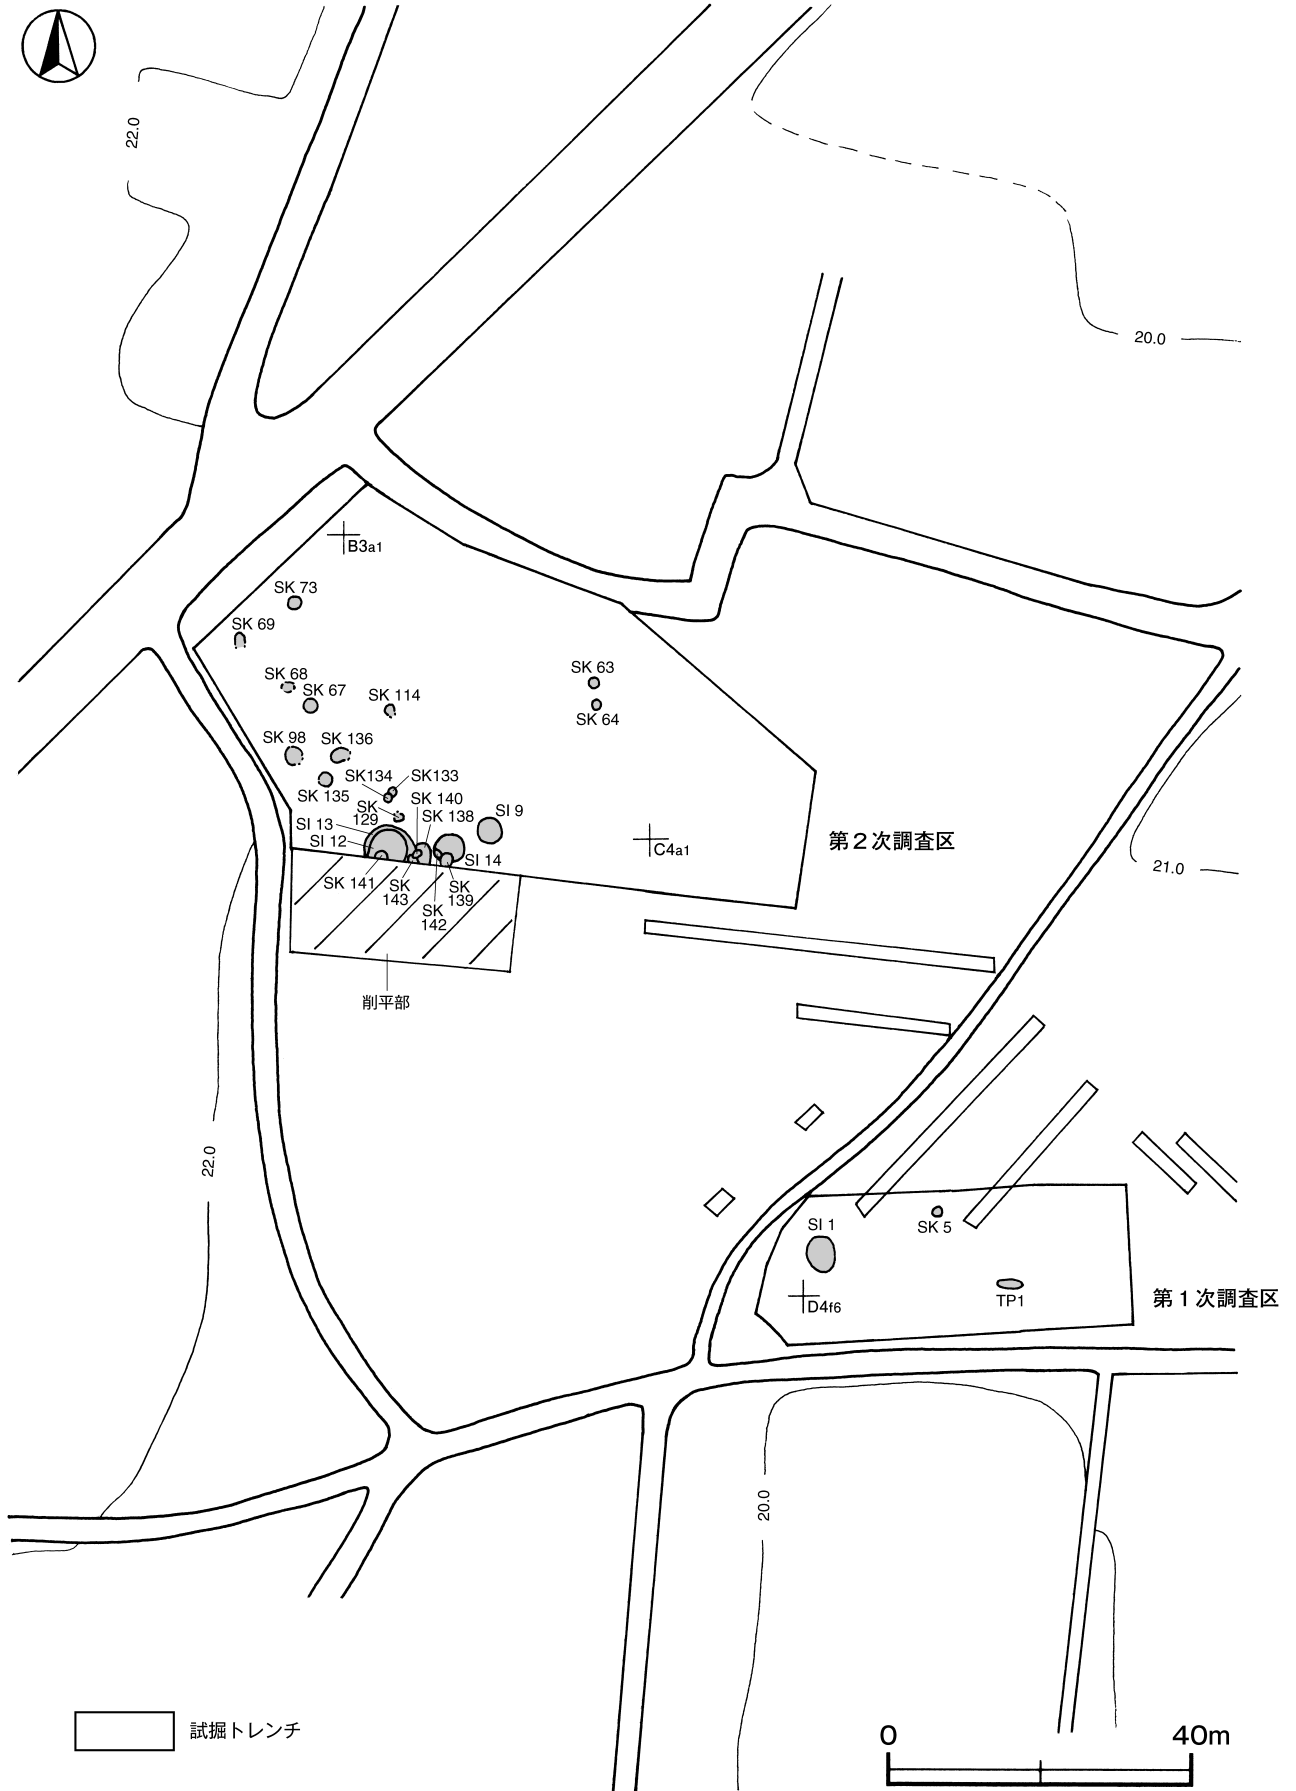 22.0
20.0
B3a1
SK 73
SK 69
SK 68
SK 67
SK 114
SK 63
SK 64
SK 98
SK 136
SK134
SK133
SK 135
SK 140
SK
129
SK 138
SI 9
SI 13
SI 12
C4a1
第2次調査区
SI 14
SK 141
SK
143
SK
139
SK
142
21.0
削平部
22.0
SI 1
SK 5
D4f6
TP1
第1次調査区
20.0
試掘トレンチ
0
40m